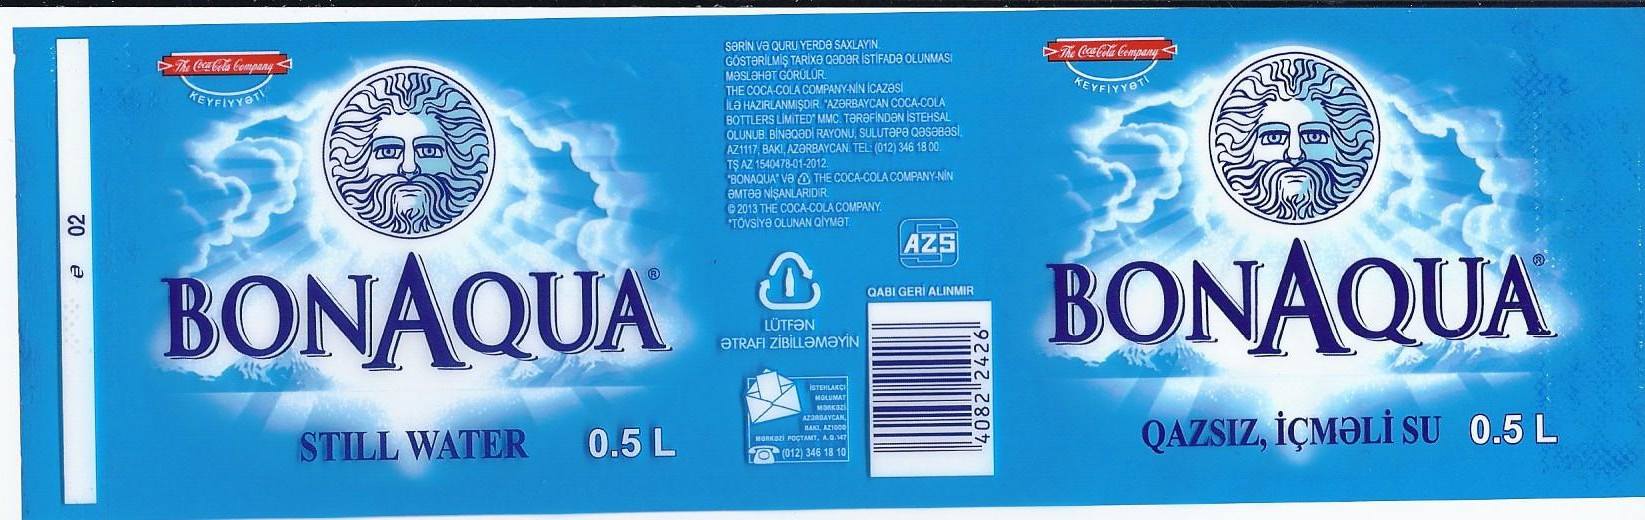 ə 02
The Coca-Cola Company
KEYFİYYƏTİ
BONAQUA®
STILL WATER 0.5 L
SƏRİN VƏ QURU YERDƏ SAXLAYIN.
GÖSTƏRİLMİŞ TARİXƏ QƏDƏR İSTİFADƏ OLUNMASI
MƏSLƏHƏT GÖRÜLÜR.
THE COCA-COLA COMPANY-NİN İCAZƏSİ
İLƏ HAZIRLANMIŞDIR. "AZƏRBAYCAN COCA-COLA
BOTTLERS LİMİTED" MMC. TƏRƏFİNDƏN İSTEHSAL
OLUNUB. BİNƏQƏDİ RAYONU, SULUTƏPƏ QƏSƏBƏSİ,
AZ1117, BAKI, AZƏRBAYCAN. TEL: (012) 346 18 00.
TŞ AZ 1540478-01-2012.
"BONAQUA" VƏ THE COCA-COLA COMPANY-NİN
ƏMTƏƏ NİŞANLARIDIR.
© 2013 THE COCA-COLA COMPANY.
*TÖVSİYƏ OLUNAN QİYMƏT.
AZS
LÜTFƏN
ƏTRAFI ZİBİLLƏMƏYİN
İSTEHLAKÇI
MƏLUMAT
MƏRKƏZİ
AZƏRBAYCAN,
BAKI, AZ1000
MƏRKƏZİ POÇTAMT, A.Q.147
(012) 346 18 10
QABI GERİ ALINMIR
4082 2426
The Coca-Cola Company
KEYFİYYƏTİ
BONAQUA®
QAZSIZ, İÇMƏLİ SU 0.5 L